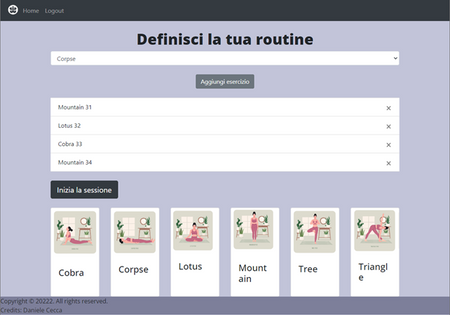 Home Logout
Definisci la tua routine
Corpse
Aggiungi esercizio
Mountain 31 ×
Lotus 32 ×
Cobra 33 ×
Mountain 34 ×
Inizia la sessione
Cobra
Corpse
Lotus
Mount
ain
Tree
Triangl
e
Copyright © 20222. All rights reserved.
Credits: Daniele Cecca